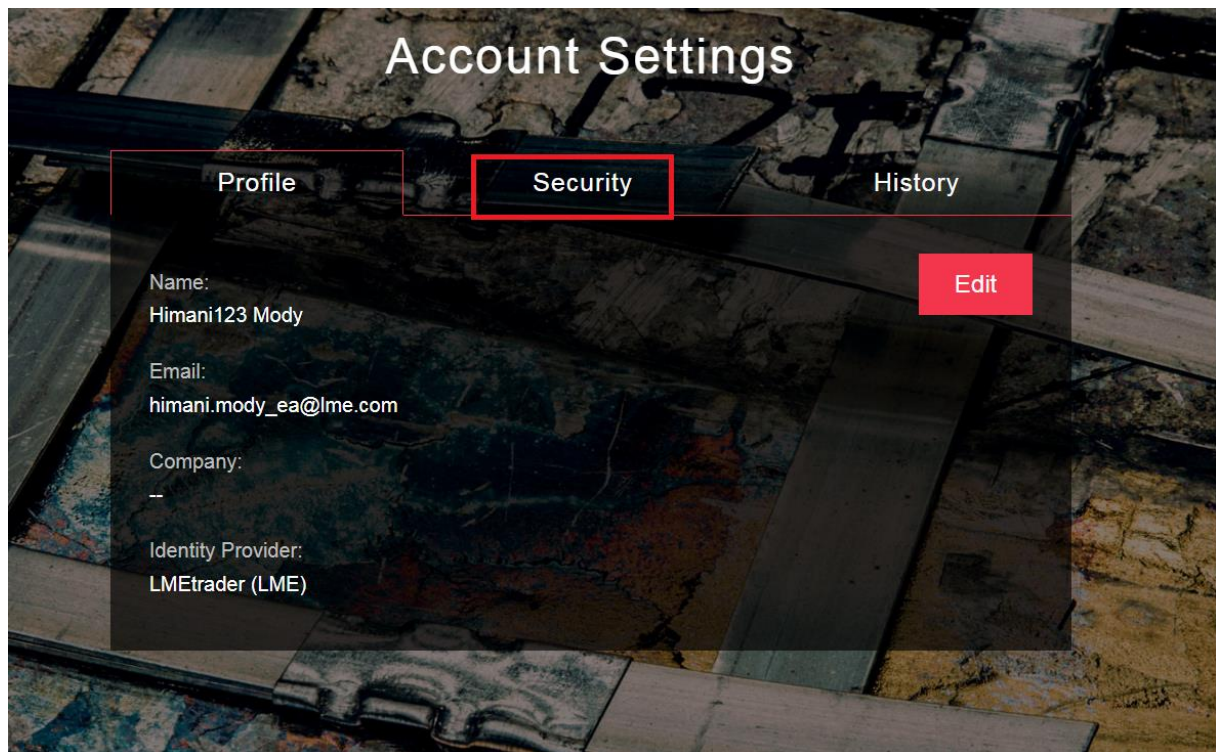 Account Settings
Profile Security History
Edit
Name:
Himani123 Mody
Email:
himani.mody_ea@lme.com
Company:
--
Identity Provider:
LMEtrader (LME)